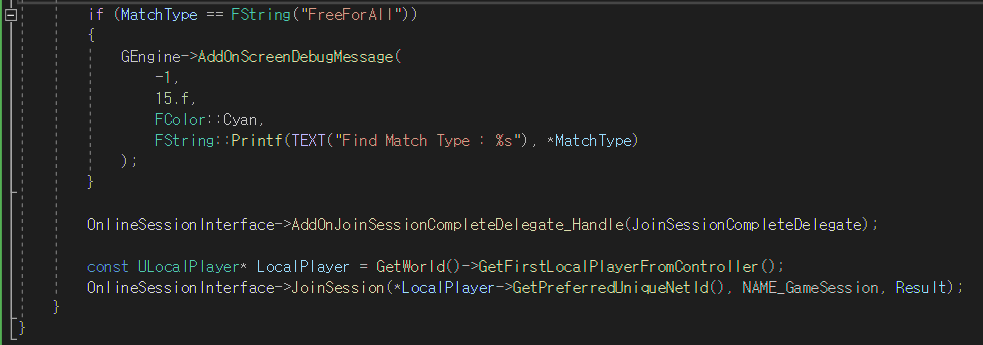 if (MatchType == FString("FreeForAll"))
{
GEngine->AddOnScreenDebugMessage(
-1,
15.f,
FColor::Cyan,
FString::Printf(TEXT("Find Match Type : %s"), *MatchType)
);
}
OnlineSessionInterface->AddOnJoinSessionCompleteDelegate_Handle(JoinSessionCompleteDelegate);
const ULocalPlayer* LocalPlayer = GetWorld()->GetFirstLocalPlayerFromController();
OnlineSessionInterface->JoinSession(*LocalPlayer->GetPreferredUniqueNetId(), NAME_GameSession, Result);
}
}